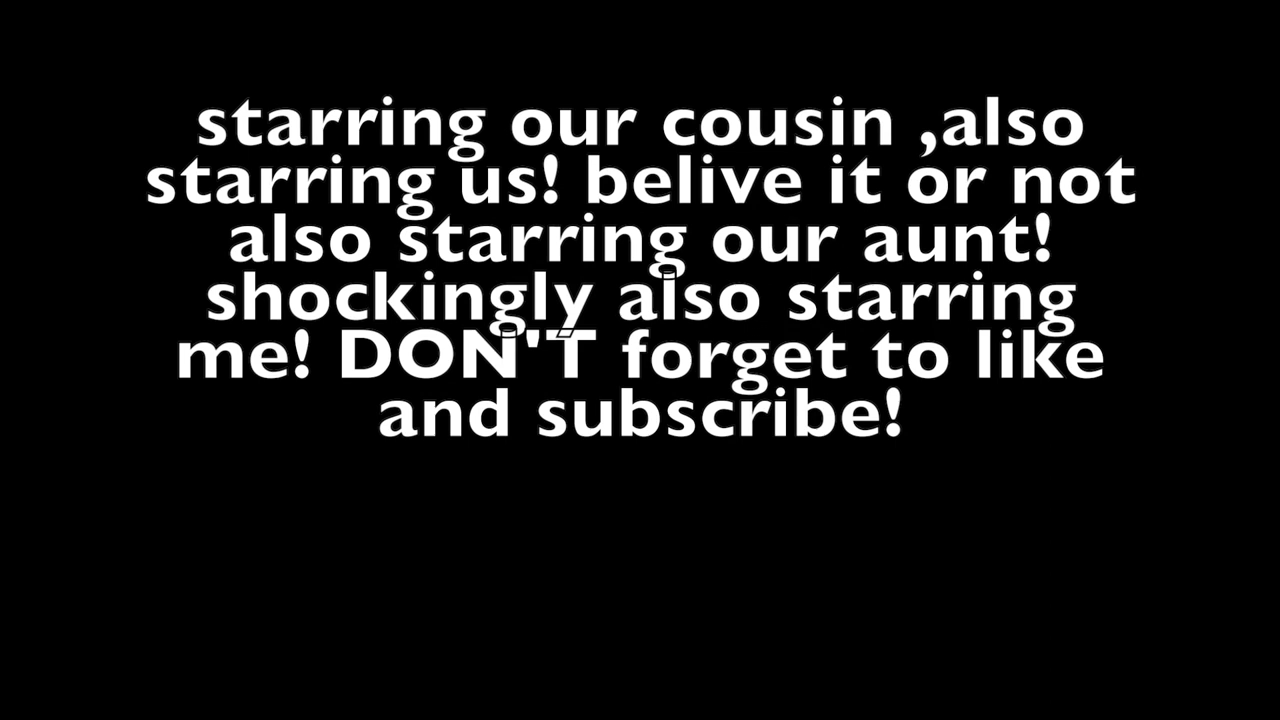 starring our cousin ,also
starring us! belive it or not
also starring our aunt!
shockingly also starring
me! DON'T forget to like
and subscribe!